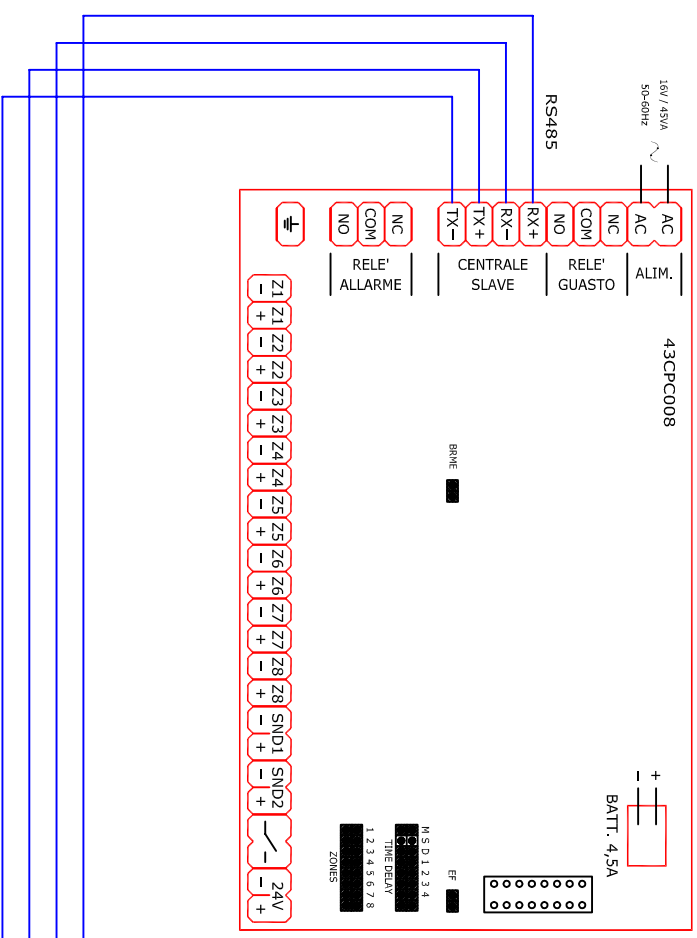 16V / 45VA
50-60Hz
RS485
NO
COM
NC
TX-
TX+
RX-
RX+
NO
COM
NC
AC
AC
RELE'
ALLARME
CENTRALE
SLAVE
RELE'
GUASTO
ALIM.
43CPC008
Z1 -
Z1 +
Z2 -
Z2 +
Z3 -
Z3 +
Z4 -
Z4 +
Z5 -
Z5 +
Z6 -
Z6 +
Z7 -
Z7 +
Z8 -
Z8 +
SND1
- +
SND2
- +
24V
- +
BRME
- +
BATT. 4,5A
1 2 3 4 5 6 7 8
ZONES
M S D 1 2 3 4
TIME DELAY
EF